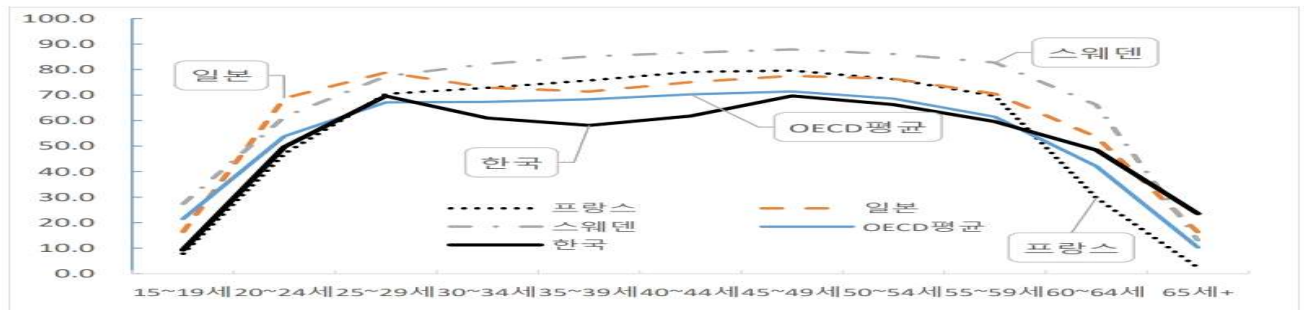 100.0
90.0
80.0
70.0
60.0
50.0
40.0
30.0
20.0
10.0
0.0
일본
스웨덴
OECD평균
한국
프랑스
프랑스 일본
스웨덴 OECD평균
한국
15~19세 20~24세 25~29세 30~34세 35~39세 40~44세 45~49세 50~54세 55~59세 60~64세 65세+